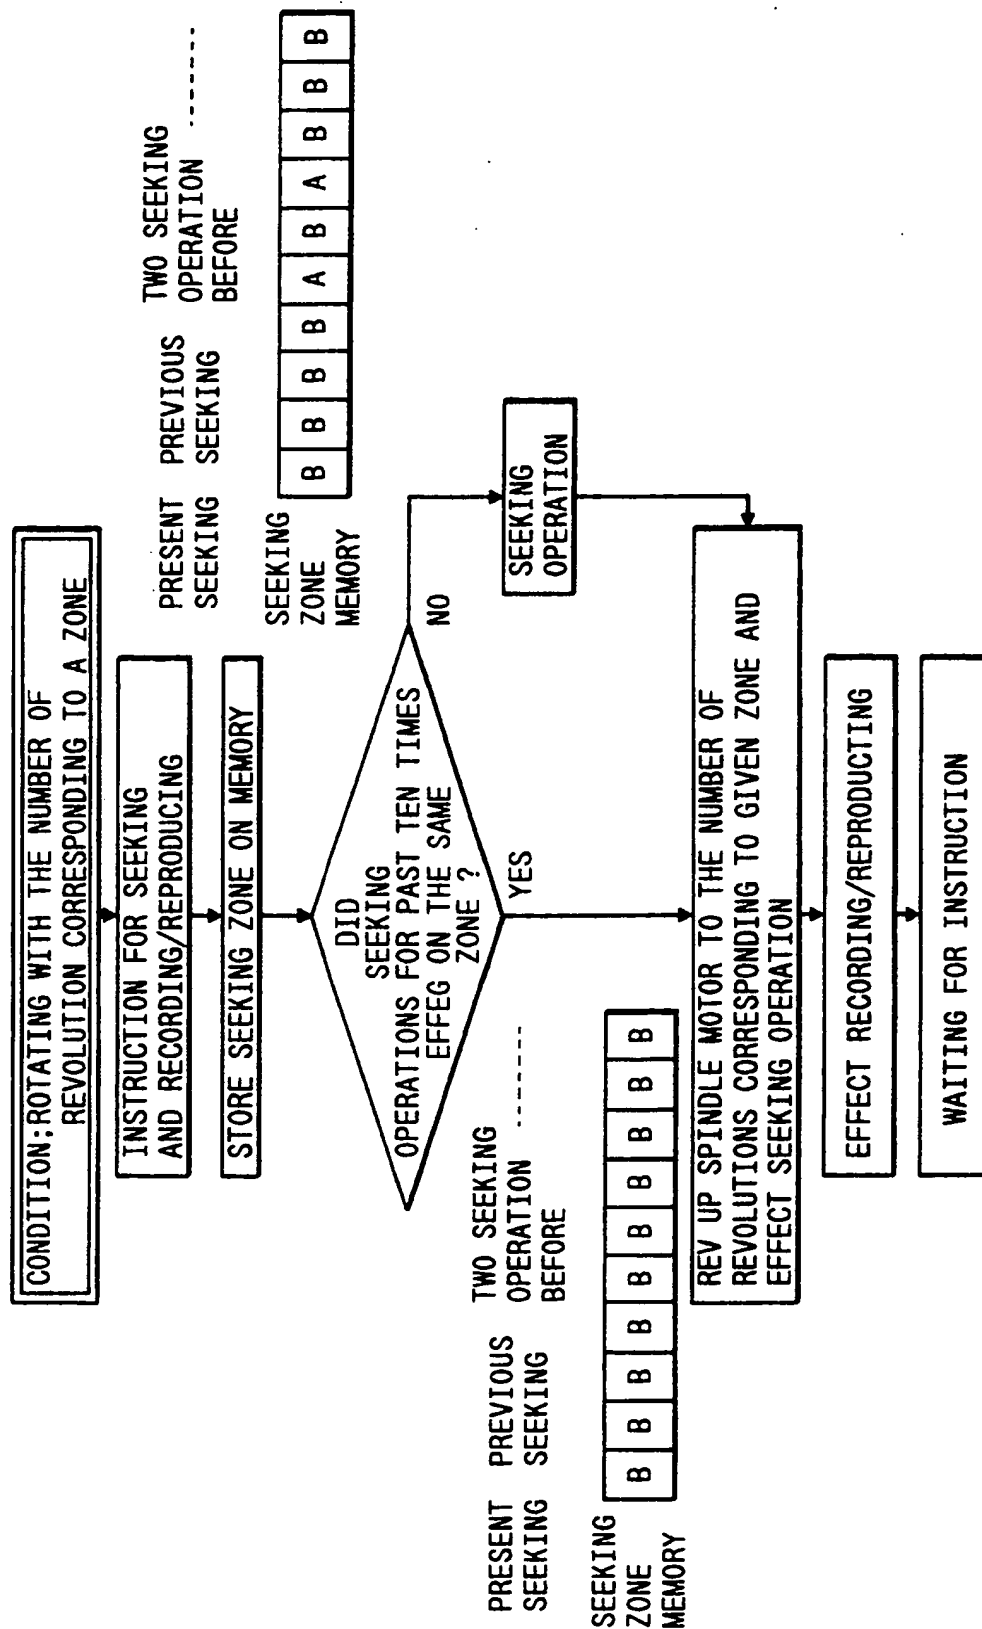 CONDITION;ROTATING WITH THE NUMBER OF
REVOLUTION CORRESPONDING TO A ZONE
INSTRUCTION FOR SEEKING
AND RECORDING/REPRODUCING
STORE SEEKING ZONE ON MEMORY
DID
SEEKING
OPERATIONS FOR PAST TEN TIMES
EFFEG ON THE SAME
ZONE ?
NO
YES
PRESENT PREVIOUS TWO SEEKING
SEEKING SEEKING OPERATION -------
BEFORE
SEEKING
ZONE
MEMORY
B B B B A B A B B B
SEEKING
OPERATION
PRESENT PREVIOUS TWO SEEKING
SEEKING SEEKING OPERATION -------
BEFORE
SEEKING
ZONE
MEMORY
B B B B B B B B B B
REV UP SPINDLE MOTOR TO THE NUMBER OF
REVOLUTIONS CORRESPONDING TO GIVEN ZONE AND
EFFECT SEEKING OPERATION
EFFECT RECORDING/REPRODUCTING
WAITING FOR INSTRUCTION